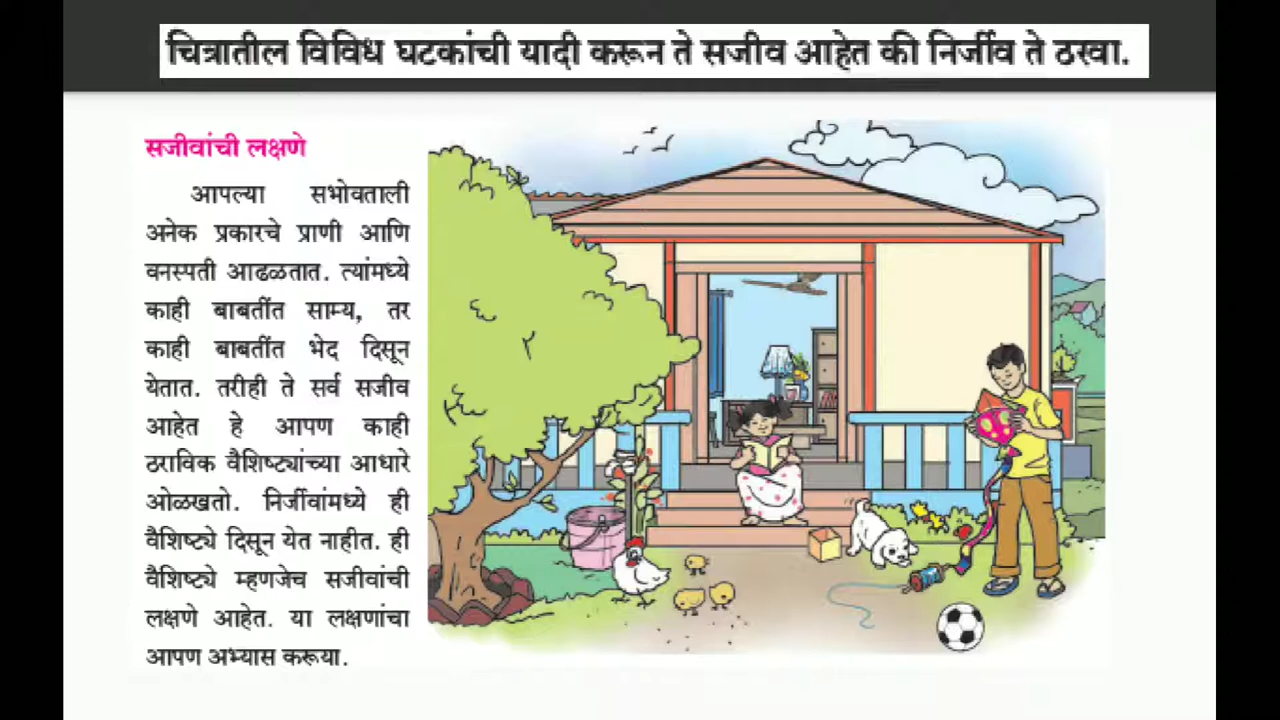 चित्रातील विविध घटकांची यादी करून ते सजीव आहेत की निर्जीव ते ठरवा.
सजीवांची लक्षणे
आपल्या सभोवताली
अनेक प्रकारचे प्राणी आणि
वनस्पती आढळतात. त्यांमध्ये
काही बाबतींत साम्य, तर
काही बाबतींत भेद दिसून
येतात. तरीही ते सर्व सजीव
आहेत हे आपण काही
ठराविक वैशिष्ट्यांच्या आधारे
ओळखतो. निर्जीवांमध्ये ही
वैशिष्ट्ये दिसून येत नाहीत. ही
वैशिष्ट्ये म्हणजेच सजीवांची
लक्षणे आहेत. या लक्षणांचा
आपण अभ्यास करूया.